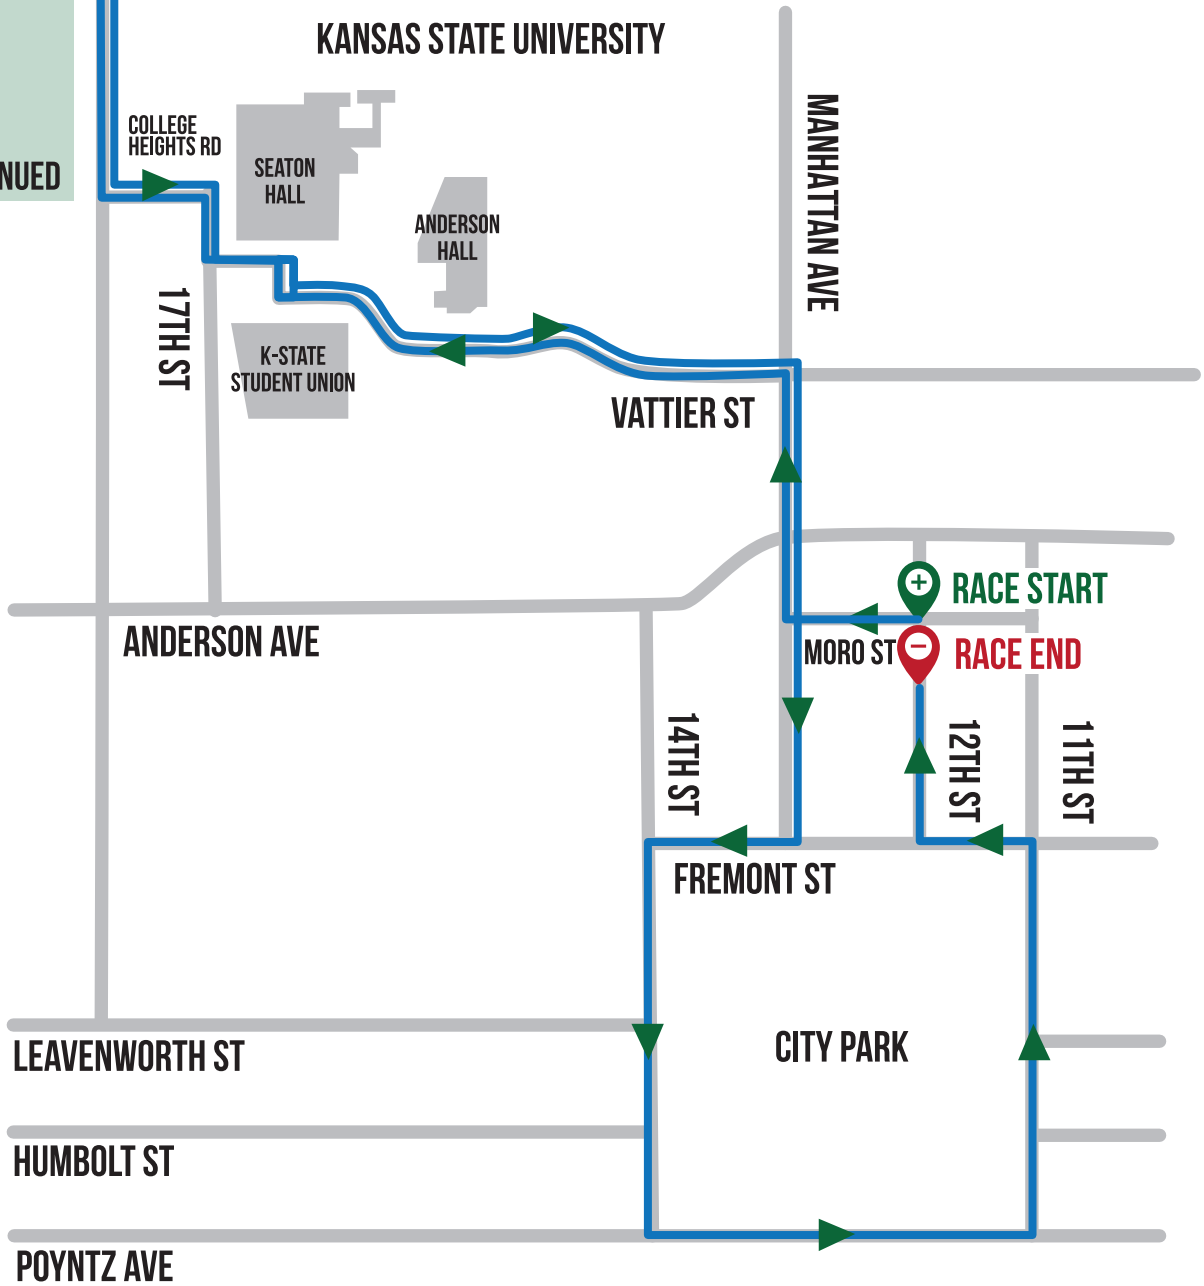 KANSAS STATE UNIVERSITY
COLLEGE
HEIGHTS RD
NUED
SEATON
HALL
ANDERSON
HALL
MANHATTAN AVE
17TH ST
K-STATE
STUDENT UNION
VATTIER ST
RACE START
ANDERSON AVE
MORO ST
RACE END
14TH ST
12TH ST
11TH ST
FREMONT ST
CITY PARK
LEAVENWORTH ST
HUMBOLT ST
POYNTZ AVE